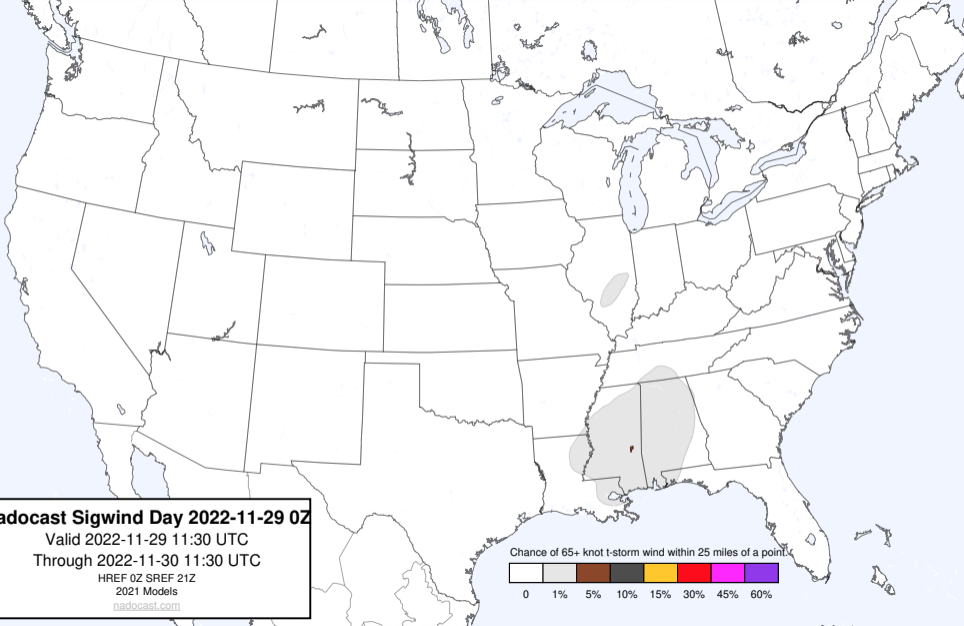 adocast Sigwind Day 2022-11-29 0Z
Valid 2022-11-29 11:30 UTC
Through 2022-11-30 11:30 UTC
HREF 0Z SREF 21Z
2021 Models
nadocast.com
Chance of 65+ knot t-storm wind within 25 miles of a point.
0 1% 5% 10% 15% 30% 45% 60%